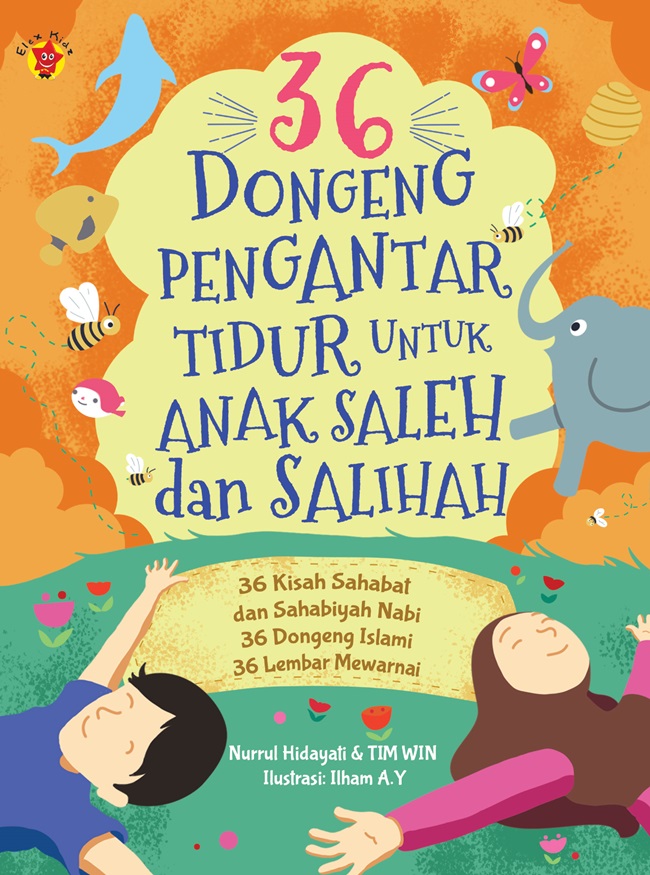 Elex Kidz
36
DONGENG
PENGANTAR
TIDUR UNTUK
ANAK SALEH
dan SALIHAH
36 Kisah Sahabat
dan Sahabiyah Nabi
36 Dongeng Islami
36 Lembar Mewarnai
Nurrul Hidayati & TIM WIN
Ilustrasi: Ilham A.Y